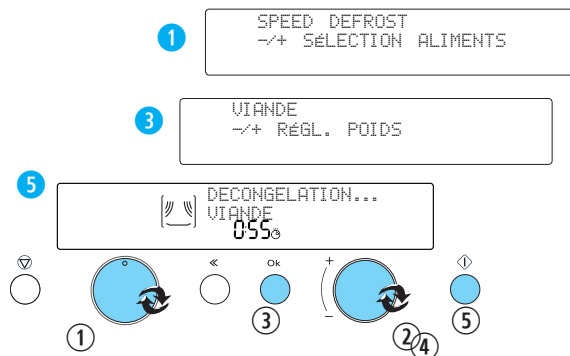 1
SPEED DEFROST
-/+ SéLECTION ALIMENTS
3
VIANDE
-/+ RéGL. POIDS
5
DECONGELATION...
VIANDE
0:55
« Ok + -
1 3 2 4 5